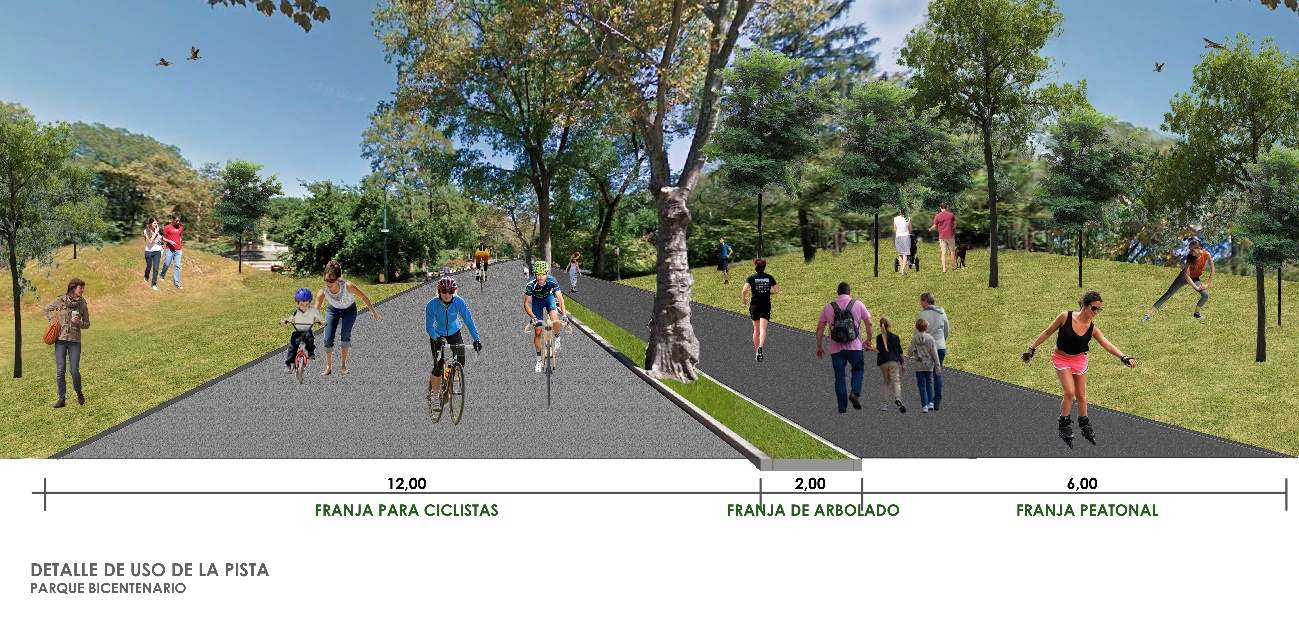 12,00
2,00
6,00
FRANJA PARA CICLISTAS
FRANJA DE ARBOLADO
FRANJA PEATONAL
DETALLE DE USO DE LA PISTA
PARQUE BICENTENARIO